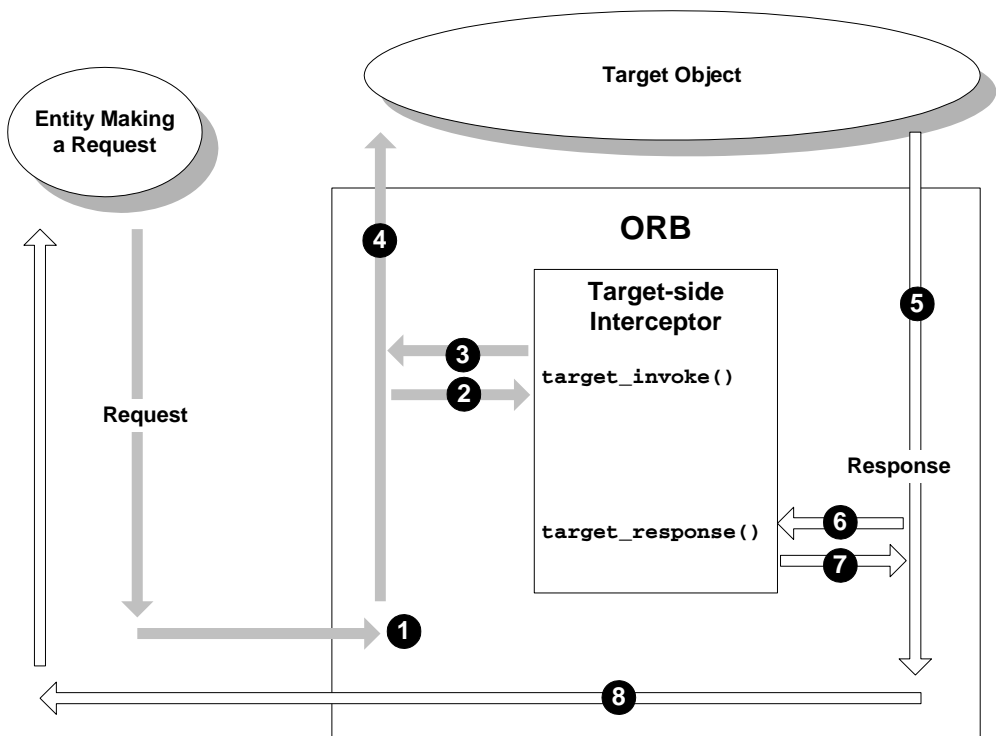 Target Object
Entity Making
a Request
ORB
4
Target-side
Interceptor
5
3
target_invoke()
2
Request
Response
6
target_response()
7
1
8